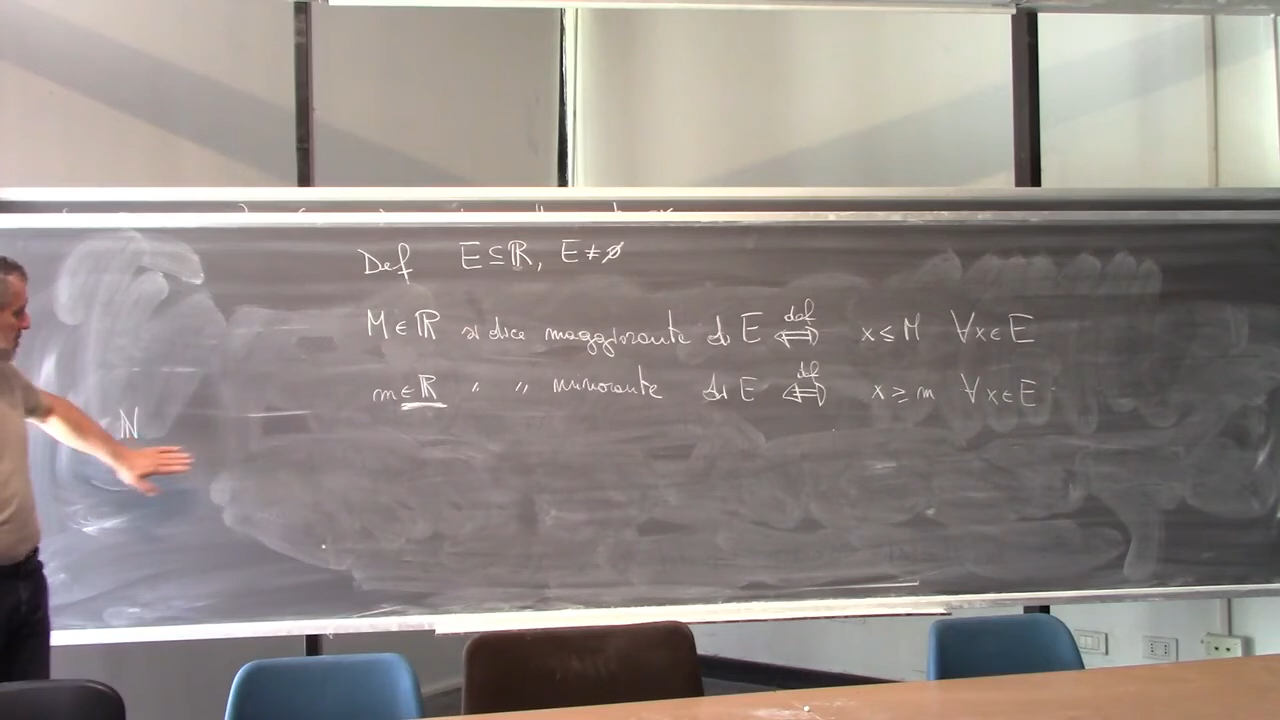 Def E ⊆ ℝ, E ≠ ∅
M ∈ ℝ si dice maggiorante di E ⟺ def x ≤ M ∀x ∈ E
m ∈ ℝ " " minorante di E ⟺ def x ≥ m ∀x ∈ E
N